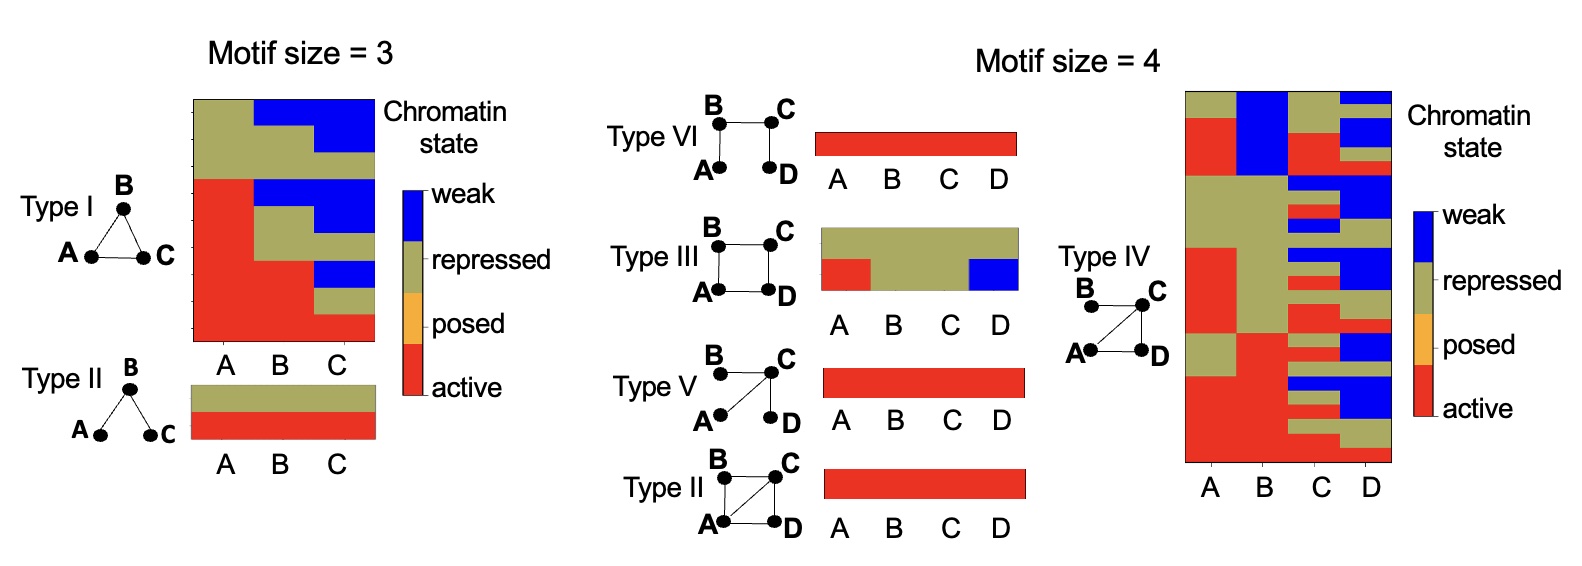 Motif size = 3
Chromatin
state
weak
repressed
posed
active
Type I
B
A
C
A B C
Type II
B
A
C
A B C
Motif size = 4
Type VI
B
C
A
D
A B C D
Type III
B
C
A
D
A B C D
Type V
B
C
A
D
A B C D
Type II
B
C
A
D
A B C D
Type IV
B
C
A
D
A B C D
Chromatin
state
weak
repressed
posed
active